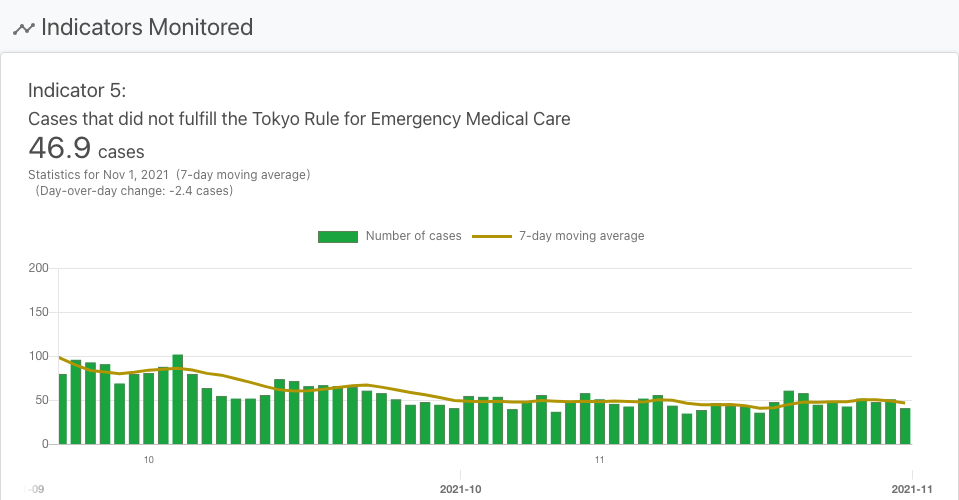 Indicators Monitored
Indicator 5:
Cases that did not fulfill the Tokyo Rule for Emergency Medical Care
46.9 cases
Statistics for Nov 1, 2021 (7-day moving average)
(Day-over-day change: -2.4 cases)
Number of cases 7-day moving average
200
150
100
50
0
10 11
-09 2021-10 2021-11